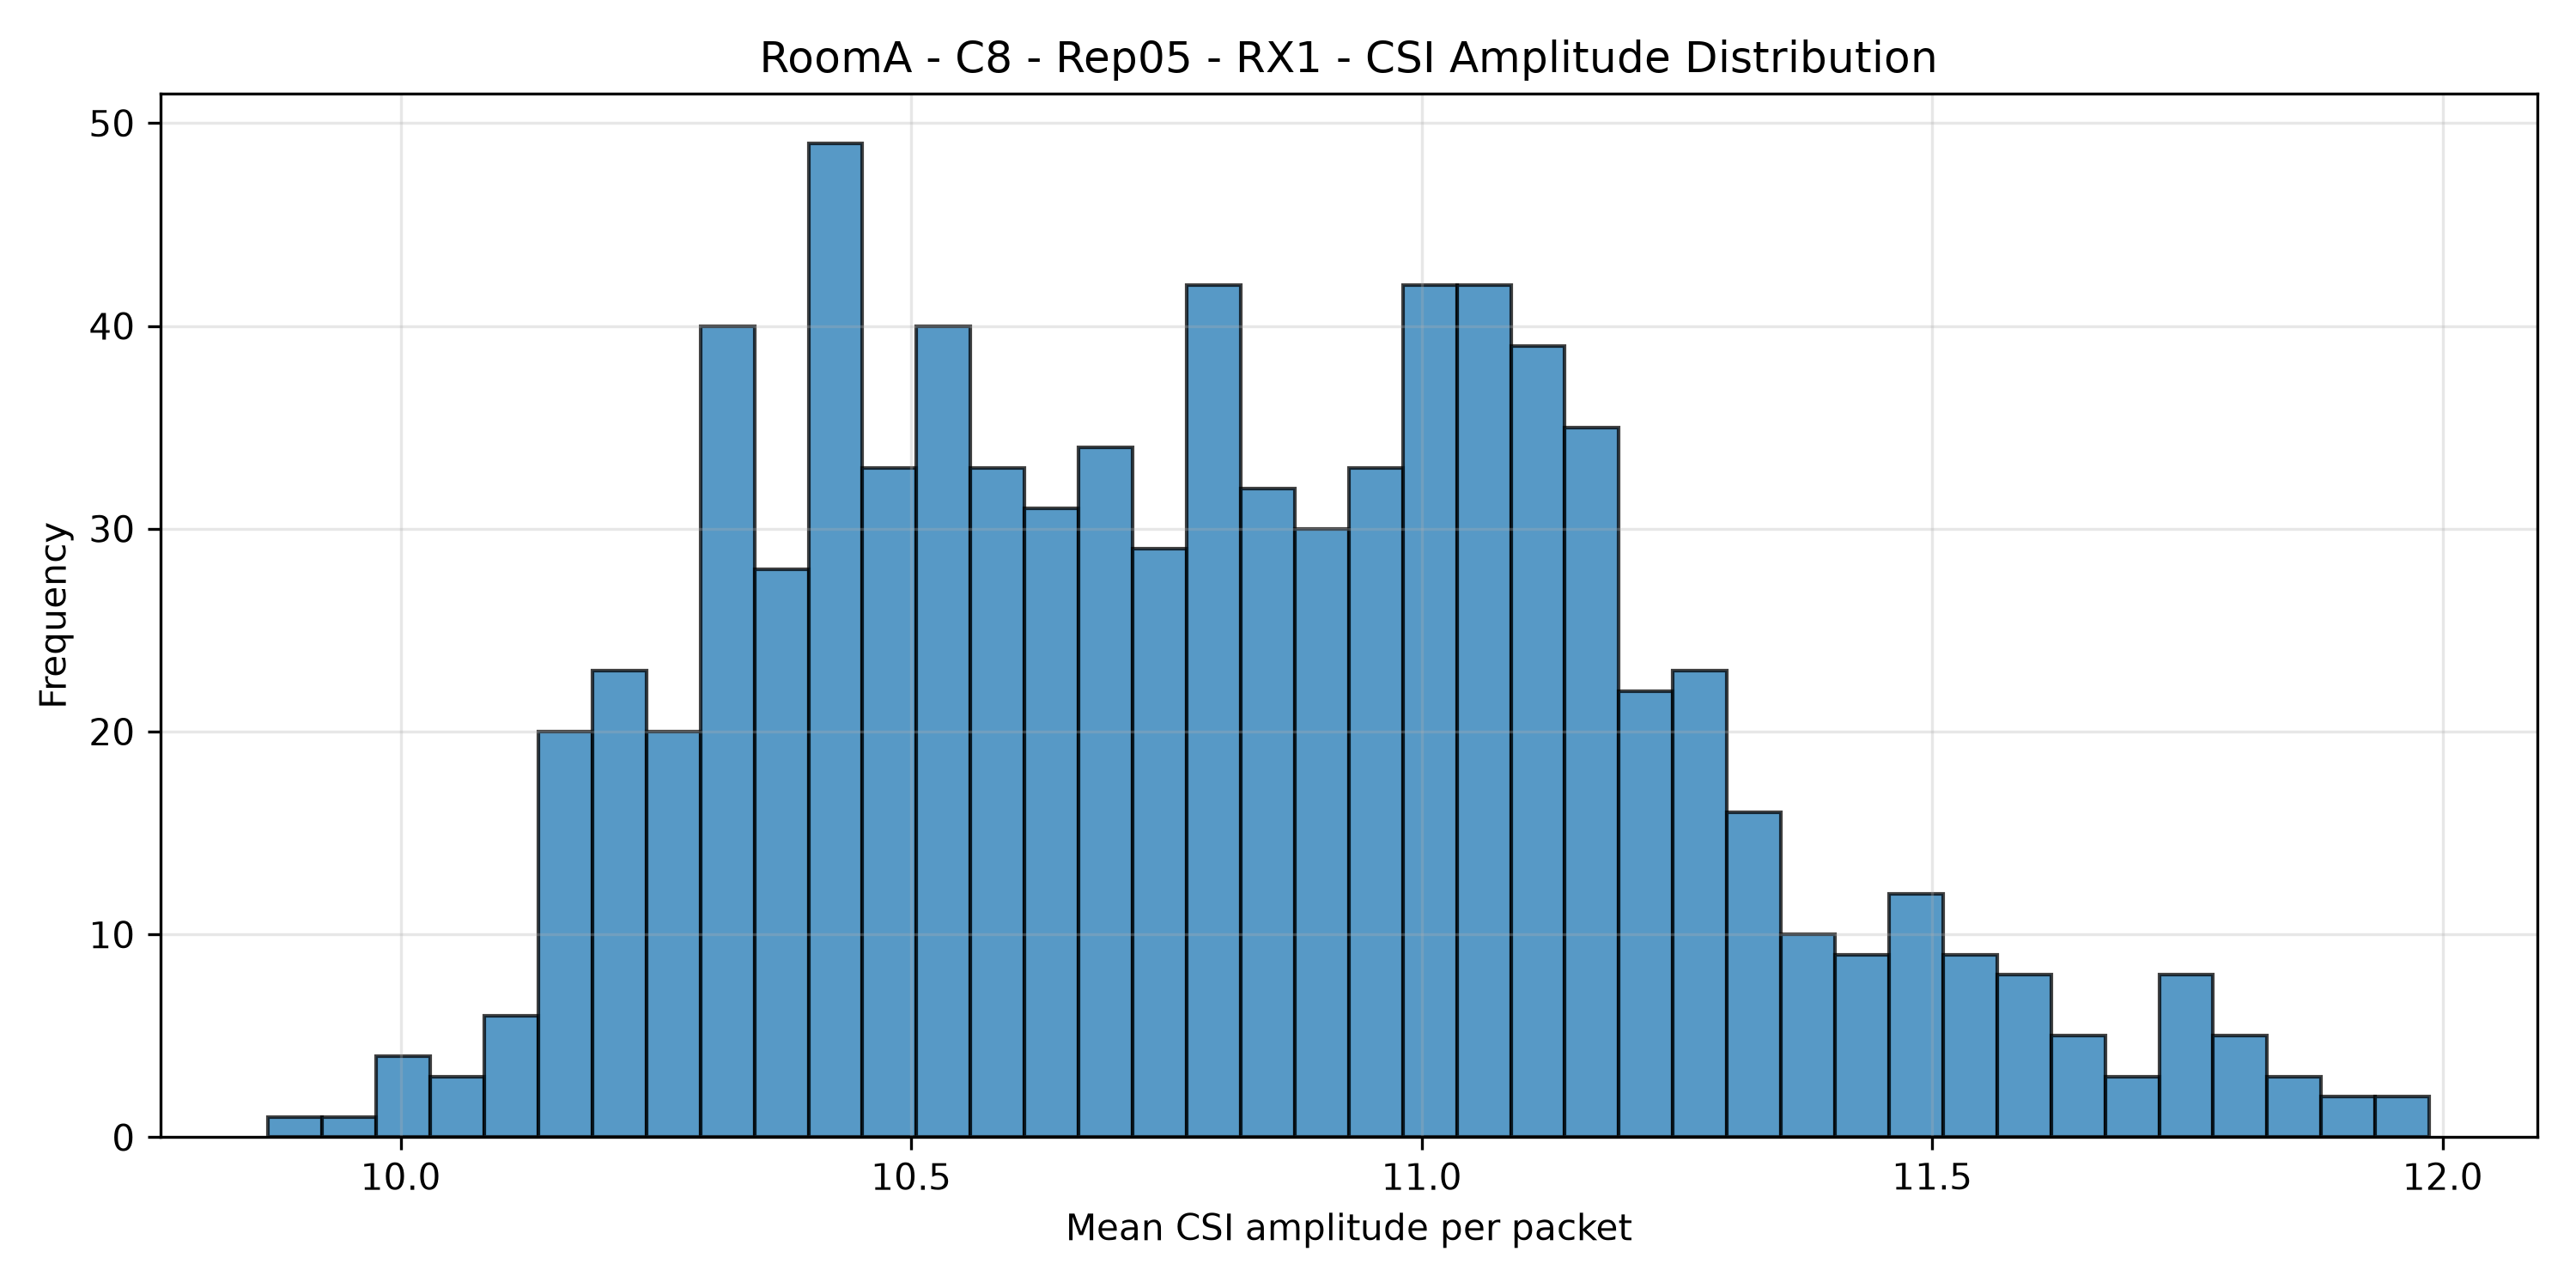 RoomA - C8 - Rep05 - RX1 - CSI Amplitude Distribution
50
40
30
20
10
0
Frequency
10.0 10.5 11.0 11.5 12.0
Mean CSI amplitude per packet